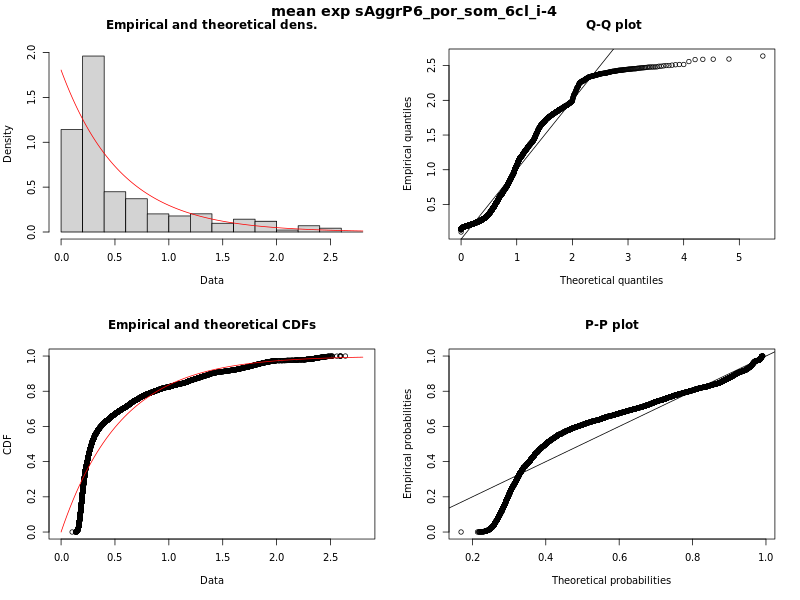 mean exp sAggrP6_por_som_6cl_i-4
Empirical and theoretical dens.
Density
0.0 0.5 1.0 1.5 2.0
0.0 0.5 1.0 1.5 2.0 2.5
Data
Q-Q plot
Empirical quantiles
0.5 1.0 1.5 2.0 2.5
0 1 2 3 4 5
Theoretical quantiles
Empirical and theoretical CDFs
CDF
0.0 0.2 0.4 0.6 0.8 1.0
0.0 0.5 1.0 1.5 2.0 2.5
Data
P-P plot
Empirical probabilities
0.0 0.2 0.4 0.6 0.8 1.0
0.2 0.4 0.6 0.8 1.0
Theoretical probabilities